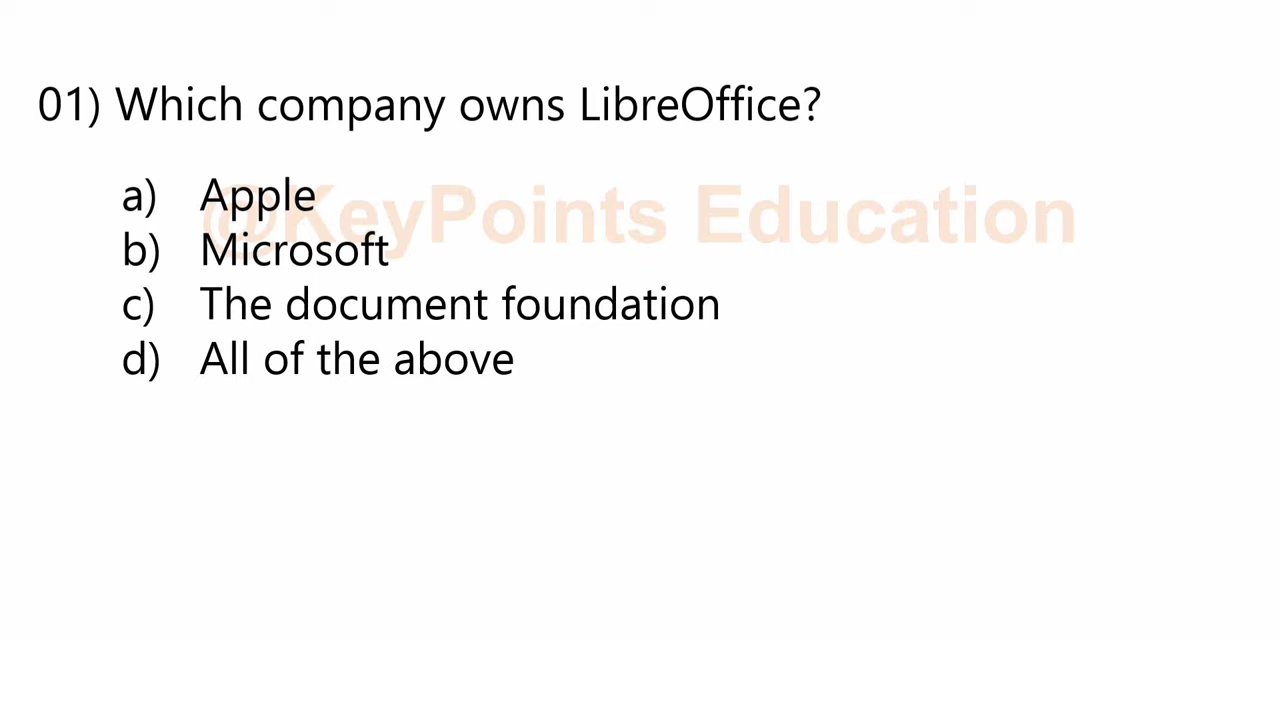 01) Which company owns LibreOffice?
@KeyPoints Education
a) Apple
b) Microsoft
c) The document foundation
d) All of the above